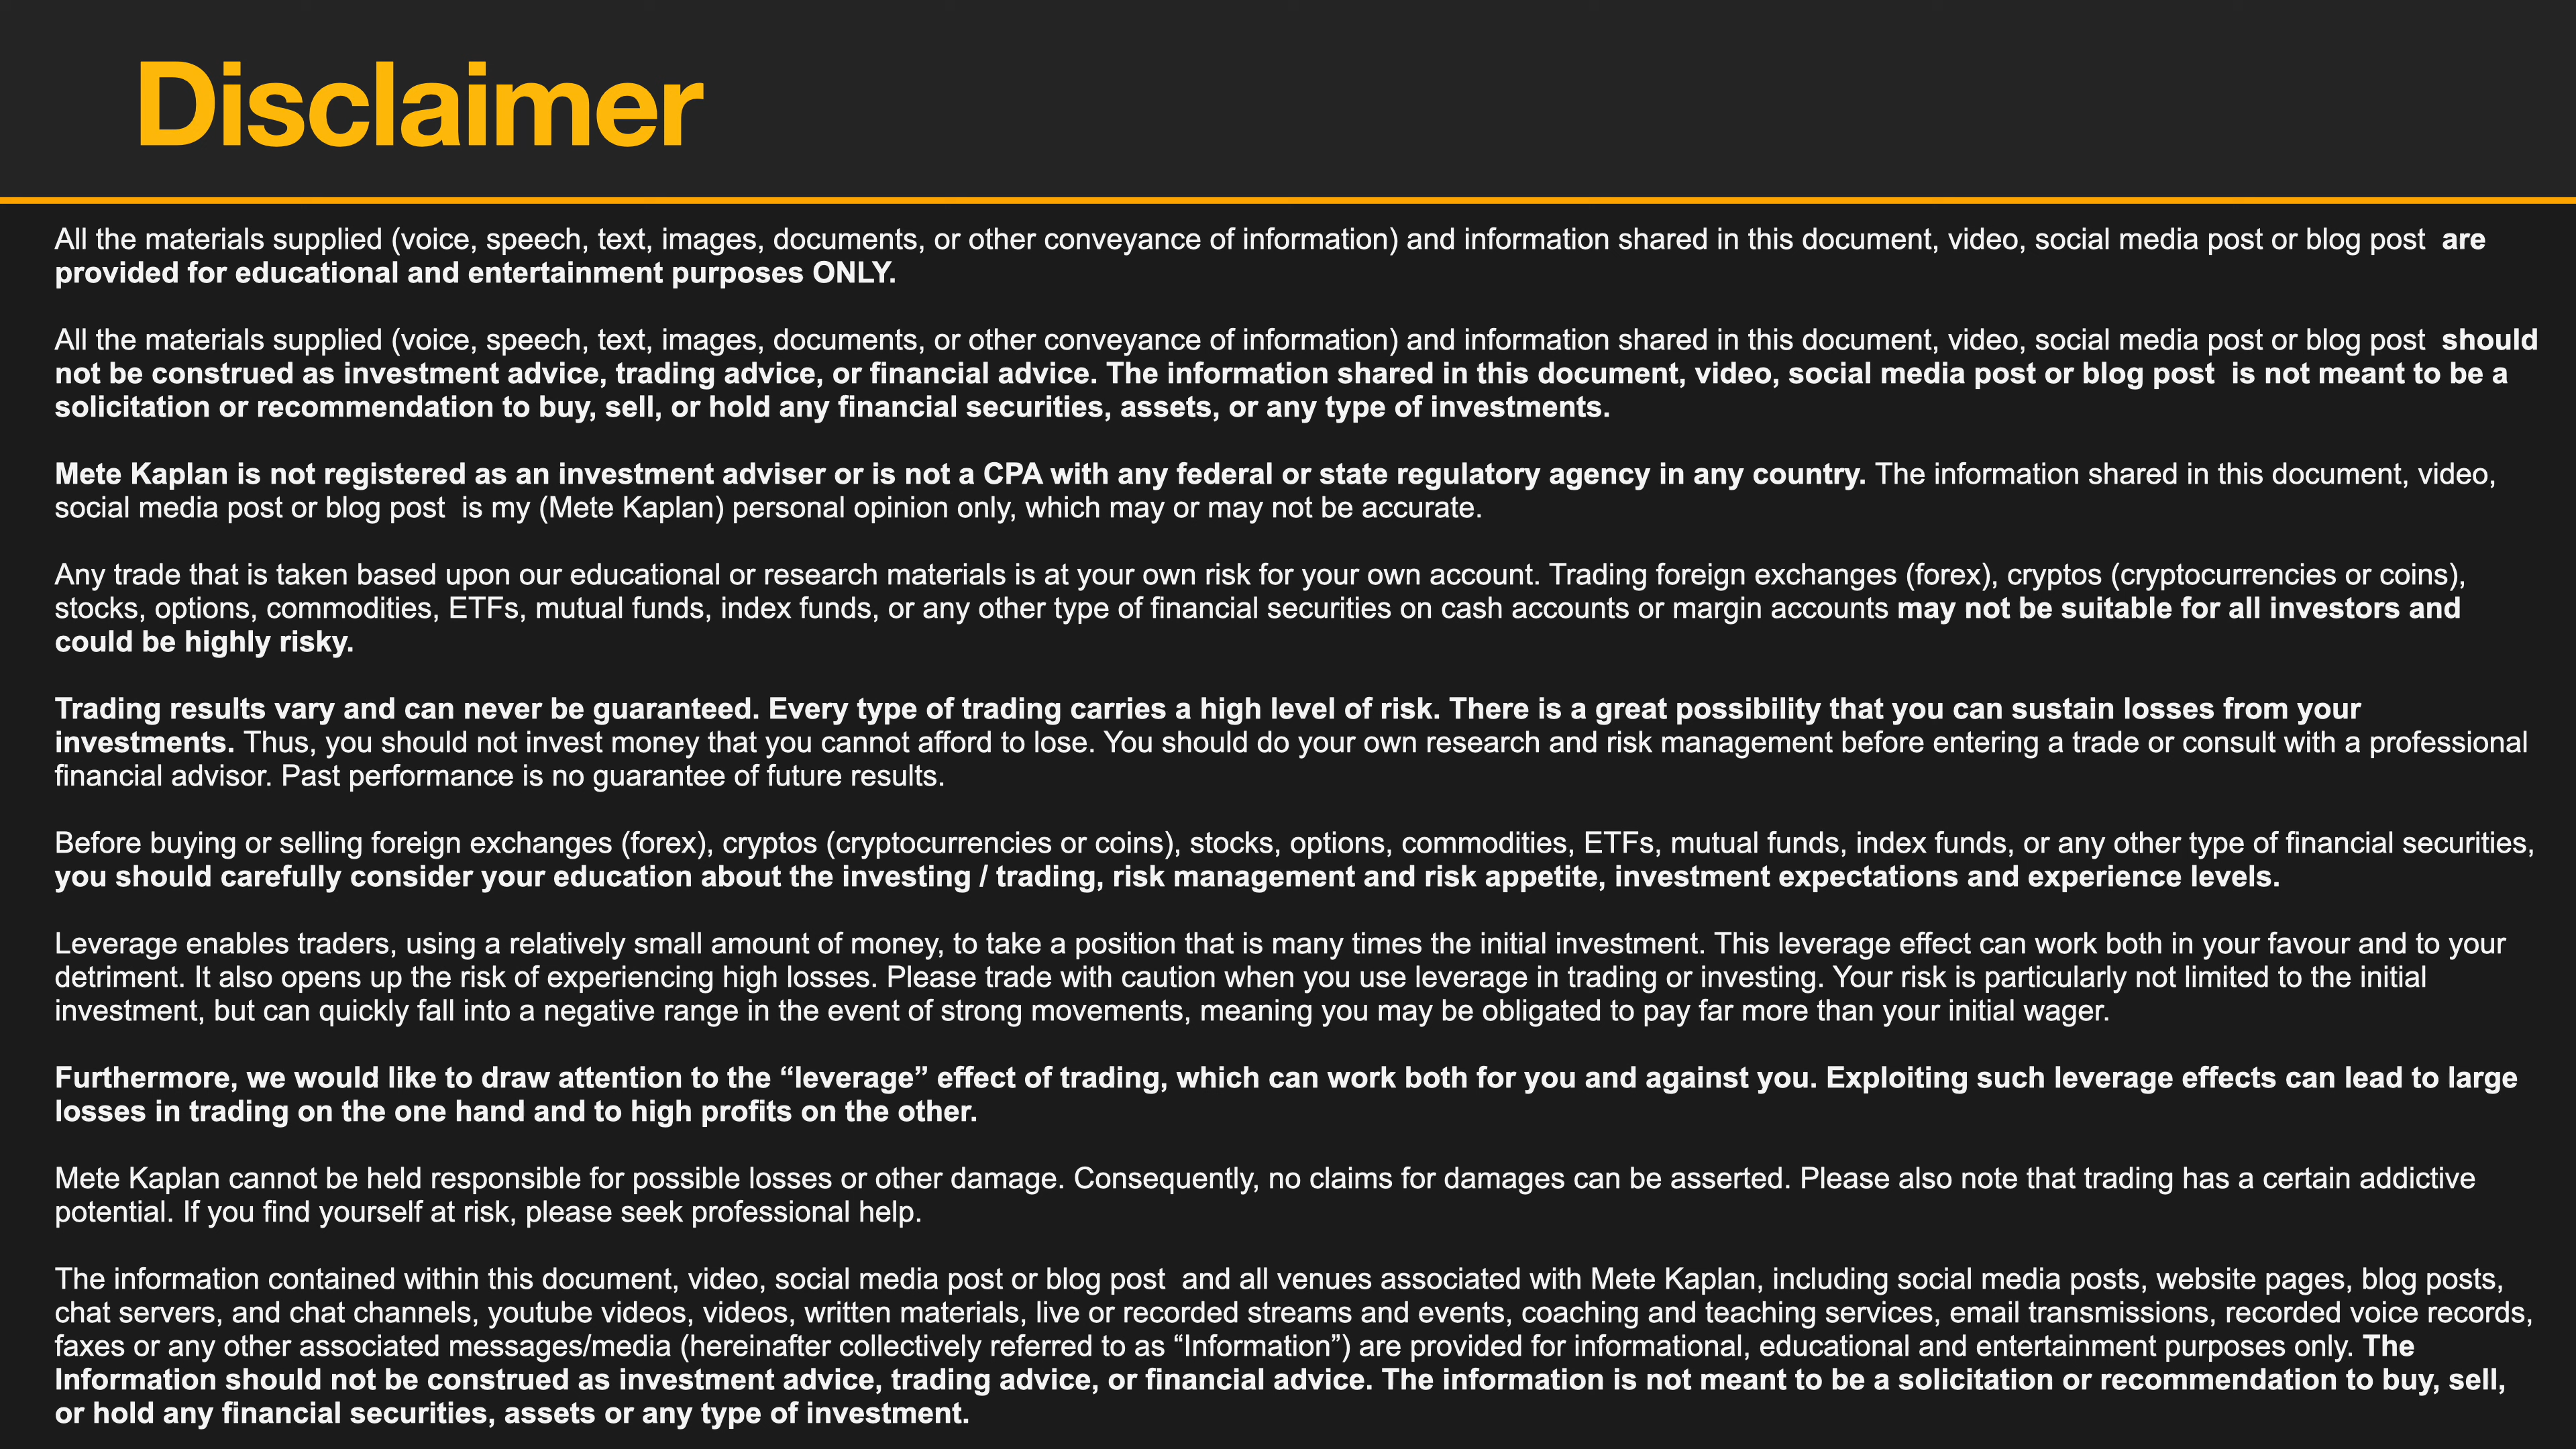 Disclaimer
All the materials supplied (voice, speech, text, images, documents, or other conveyance of information) and information shared in this document, video, social media post or blog post  are
provided for educational and entertainment purposes ONLY.
All the materials supplied (voice, speech, text, images, documents, or other conveyance of information) and information shared in this document, video, social media post or blog post  should
not be construed as investment advice, trading advice, or financial advice. The information shared in this document, video, social media post or blog post  is not meant to be a
solicitation or recommendation to buy, sell, or hold any financial securities, assets, or any type of investments.
Mete Kaplan is not registered as an investment adviser or is not a CPA with any federal or state regulatory agency in any country. The information shared in this document, video,
social media post or blog post  is my (Mete Kaplan) personal opinion only, which may or may not be accurate.
Any trade that is taken based upon our educational or research materials is at your own risk for your own account. Trading foreign exchanges (forex), cryptos (cryptocurrencies or coins),
stocks, options, commodities, ETFs, mutual funds, index funds, or any other type of financial securities on cash accounts or margin accounts may not be suitable for all investors and
could be highly risky.
Trading results vary and can never be guaranteed. Every type of trading carries a high level of risk. There is a great possibility that you can sustain losses from your
investments. Thus, you should not invest money that you cannot afford to lose. You should do your own research and risk management before entering a trade or consult with a professional
financial advisor. Past performance is no guarantee of future results.
Before buying or selling foreign exchanges (forex), cryptos (cryptocurrencies or coins), stocks, options, commodities, ETFs, mutual funds, index funds, or any other type of financial securities,
you should carefully consider your education about the investing / trading, risk management and risk appetite, investment expectations and experience levels.
Leverage enables traders, using a relatively small amount of money, to take a position that is many times the initial investment. This leverage effect can work both in your favour and to your
detriment. It also opens up the risk of experiencing high losses. Please trade with caution when you use leverage in trading or investing. Your risk is particularly not limited to the initial
investment, but can quickly fall into a negative range in the event of strong movements, meaning you may be obligated to pay far more than your initial wager.
Furthermore, we would like to draw attention to the “leverage” effect of trading, which can work both for you and against you. Exploiting such leverage effects can lead to large
losses in trading on the one hand and to high profits on the other.
Mete Kaplan cannot be held responsible for possible losses or other damage. Consequently, no claims for damages can be asserted. Please also note that trading has a certain addictive
potential. If you find yourself at risk, please seek professional help.
The information contained within this document, video, social media post or blog post  and all venues associated with Mete Kaplan, including social media posts, website pages, blog posts,
chat servers, and chat channels, youtube videos, videos, written materials, live or recorded streams and events, coaching and teaching services, email transmissions, recorded voice records,
faxes or any other associated messages/media (hereinafter collectively referred to as “Information”) are provided for informational, educational and entertainment purposes only. The
Information should not be construed as investment advice, trading advice, or financial advice. The information is not meant to be a solicitation or recommendation to buy, sell,
or hold any financial securities, assets or any type of investment.